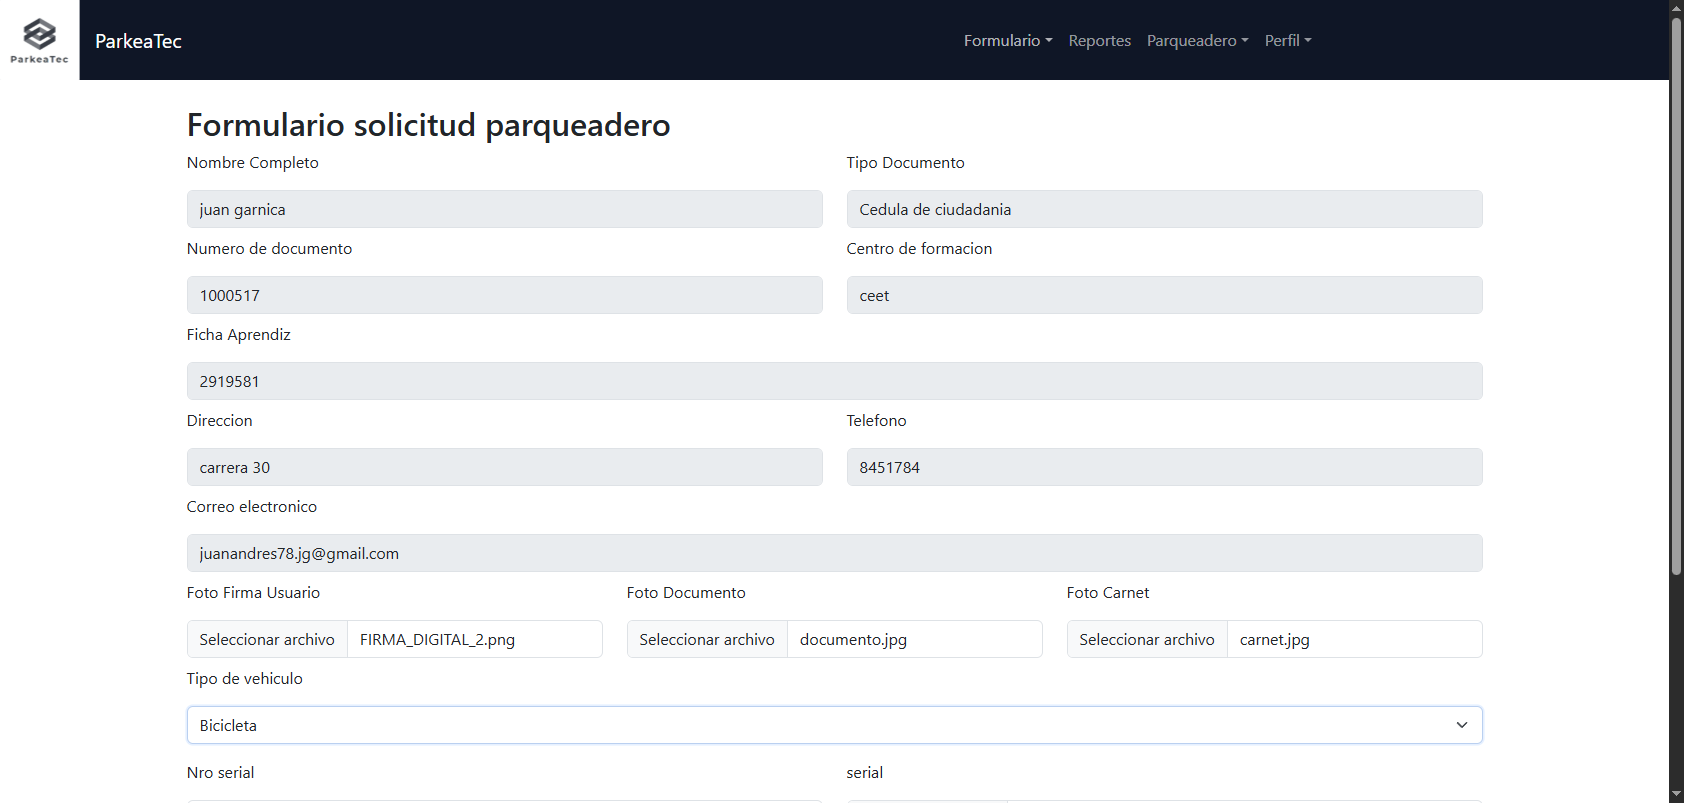 ParkeaTec
ParkeaTec
Formulario
Reportes
Parqueadero
Perfil
Formulario solicitud parqueadero
Nombre Completo
Tipo Documento
juan garnica
Cedula de ciudadania
Numero de documento
Centro de formacion
1000517
ceet
Ficha Aprendiz
2919581
Direccion
Telefono
carrera 30
8451784
Correo electronico
juanandres78.jg@gmail.com
Foto Firma Usuario
Foto Documento
Foto Carnet
Seleccionar archivo FIRMA_DIGITAL_2.png
Seleccionar archivo documento.jpg
Seleccionar archivo carnet.jpg
Tipo de vehiculo
Bicicleta
Nro serial
serial